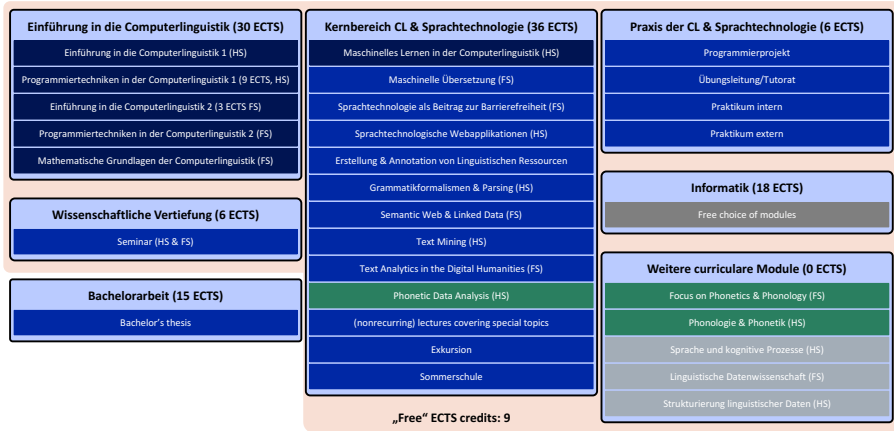 Einführung in die Computerlinguistik (30 ECTS)
Einführung in die Computerlinguistik 1 (HS)
Programmiertechniken in der Computerlinguistik 1 (9 ECTS, HS)
Einführung in die Computerlinguistik 2 (3 ECTS FS)
Programmiertechniken in der Computerlinguistik 2 (FS)
Mathematische Grundlagen der Computerlinguistik (FS)
Wissenschaftliche Vertiefung (6 ECTS)
Seminar (HS & FS)
Bachelorarbeit (15 ECTS)
Bachelor's thesis
Kernbereich CL & Sprachtechnologie (36 ECTS)
Maschinelles Lernen in der Computerlinguistik (HS)
Maschinelle Übersetzung (FS)
Sprachtechnologie als Beitrag zur Barrierefreiheit (FS)
Sprachtechnologische Webapplikationen (HS)
Erstellung & Annotation von Linguistischen Ressourcen
Grammatikformalismen & Parsing (HS)
Semantic Web & Linked Data (FS)
Text Mining (HS)
Text Analytics in the Digital Humanities (FS)
Phonetic Data Analysis (HS)
(nonrecurring) lectures covering special topics
Exkursion
Sommerschule
„Free“ ECTS credits: 9
Praxis der CL & Sprachtechnologie (6 ECTS)
Programmierprojekt
Übungsleitung/Tutorat
Praktikum intern
Praktikum extern
Informatik (18 ECTS)
Free choice of modules
Weitere curriculare Module (0 ECTS)
Focus on Phonetics & Phonology (FS)
Phonologie & Phonetik (HS)
Sprache und kognitive Prozesse (HS)
Linguistische Datenwissenschaft (FS)
Strukturierung linguistischer Daten (HS)